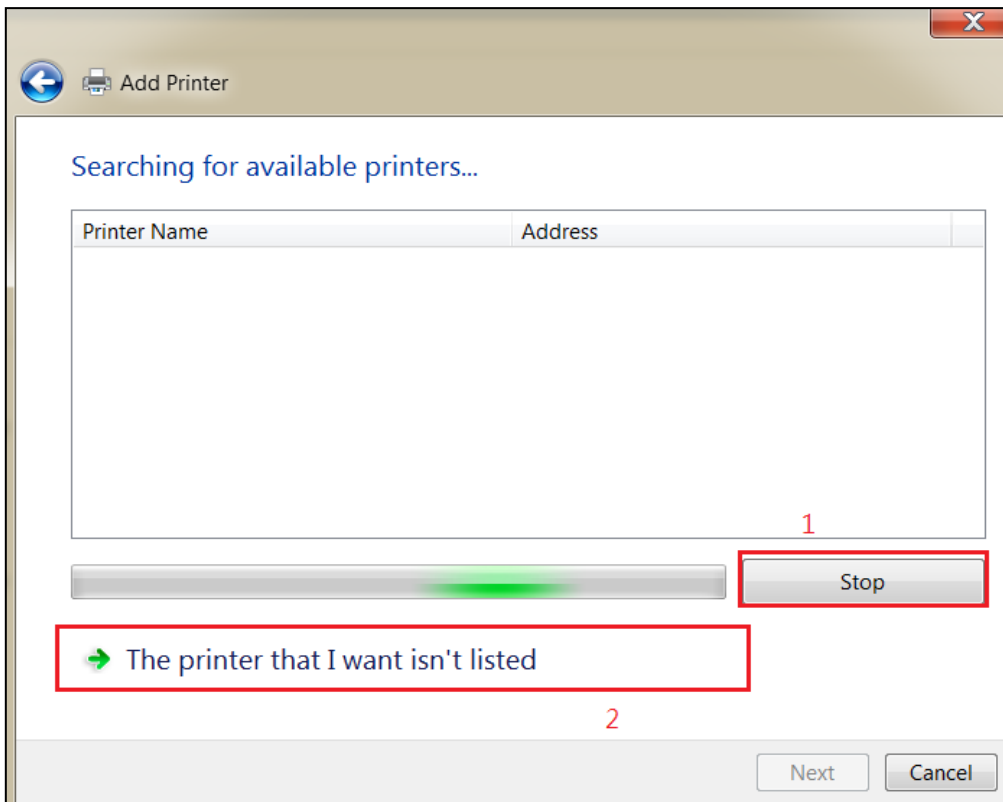 X
Add Printer
Searching for available printers...
Printer Name Address
1
Stop
The printer that I want isn't listed
2
Next Cancel